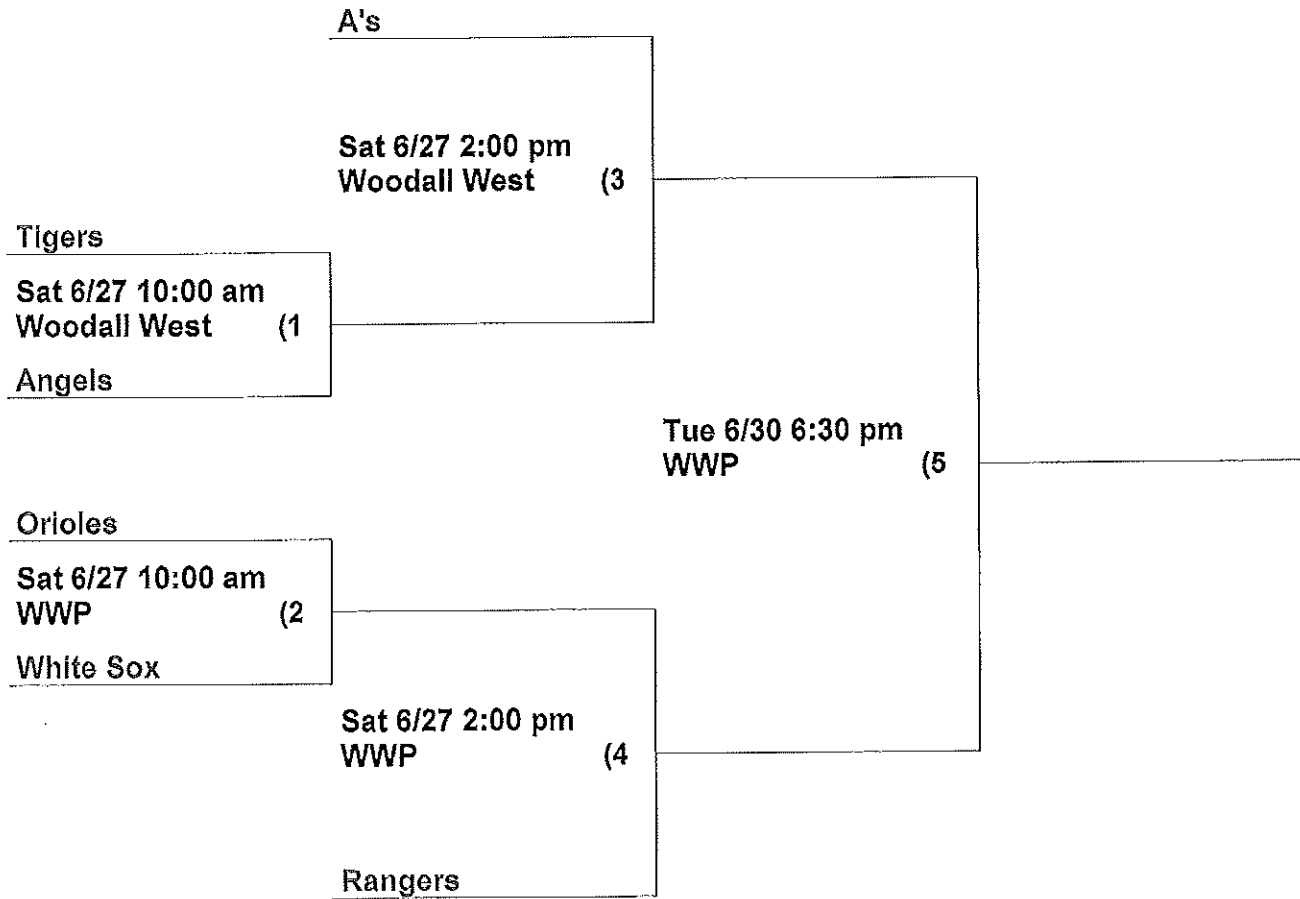 A's
Sat 6/27 2:00 pm
Woodall West (3
Tigers
Sat 6/27 10:00 am
Woodall West (1
Angels
Tue 6/30 6:30 pm
WWP (5
Orioles
Sat 6/27 10:00 am
WWP (2
White Sox
Sat 6/27 2:00 pm
WWP (4
Rangers